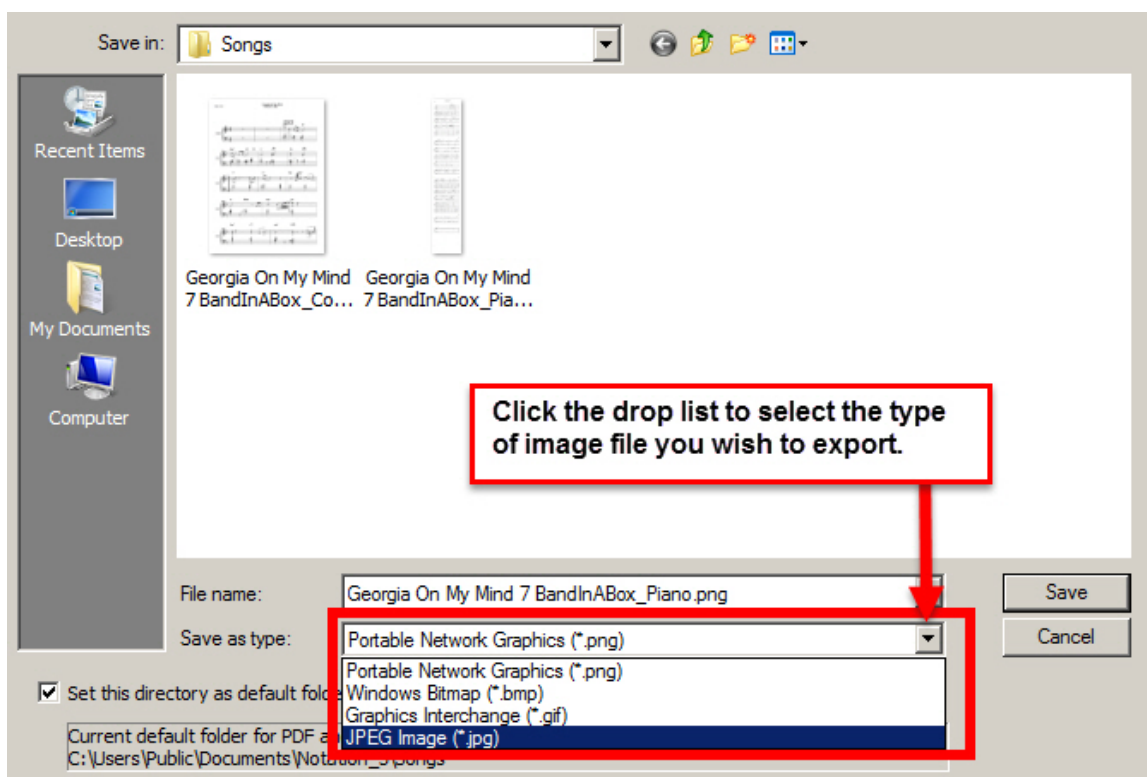 Save in:
Songs
Recent Items
Desktop
My Documents
Computer
Georgia On My Mind
7 BandInABox_Co...
Georgia On My Mind
7 BandInABox_Pia...
Click the drop list to select the type
of image file you wish to export.
File name:
Georgia On My Mind 7 BandInABox_Piano.png
Save
Save as type:
Portable Network Graphics (*.png)
Cancel
Portable Network Graphics (*.png)
Windows Bitmap (*.bmp)
Graphics Interchange (*.gif)
JPEG Image (*.jpg)
Set this directory as default
Current default folder for PDF
C:\Users\Public\Documents\